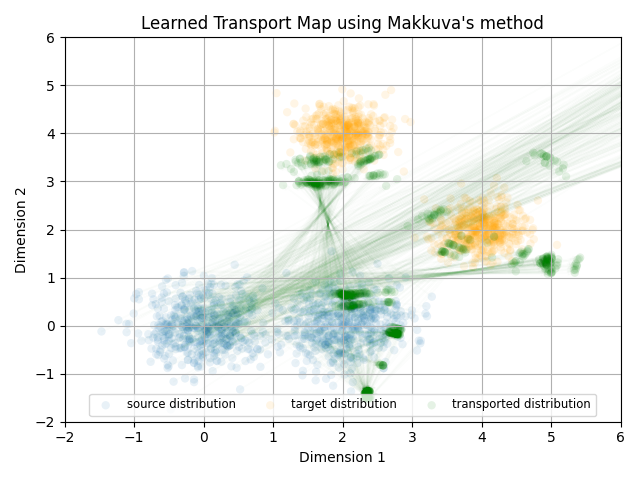 Learned Transport Map using Makkuva's method
6
5
4
3
2
1
0
−1
−2
Dimension 2
source distribution target distribution transported distribution
−2 −1 0 1 2 3 4 5 6
Dimension 1